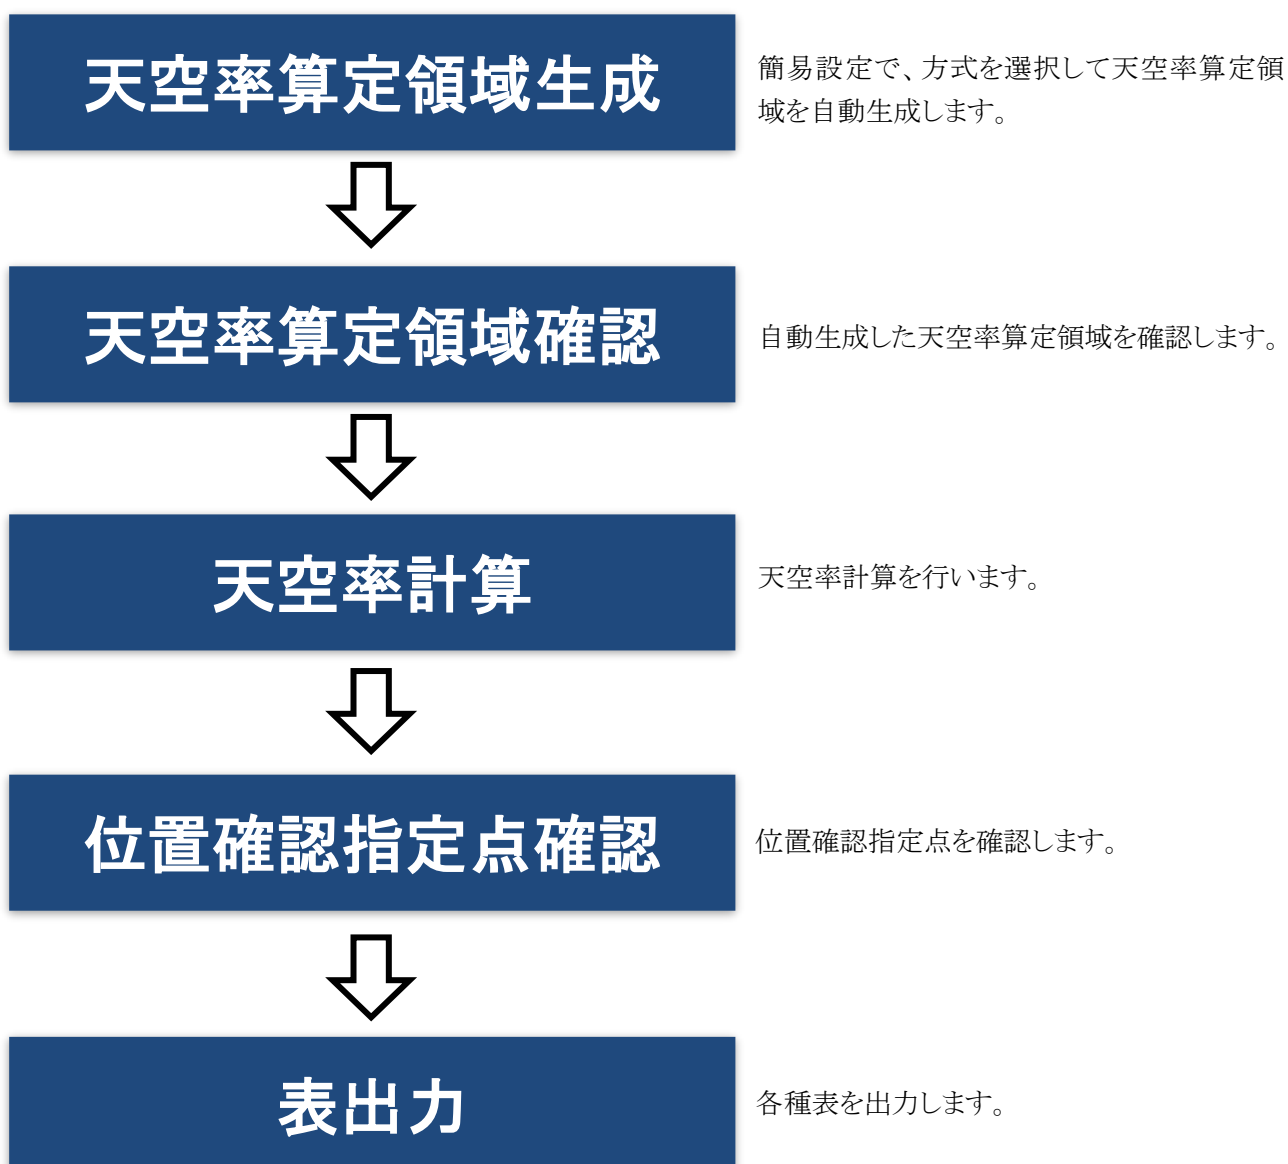 天空率算定領域生成
簡易設定で、方式を選択して天空率算定領
域を自動生成します。
天空率算定領域確認
自動生成した天空率算定領域を確認します。
天空率計算
天空率計算を行います。
位置確認指定点確認
位置確認指定点を確認します。
表出力
各種表を出力します。